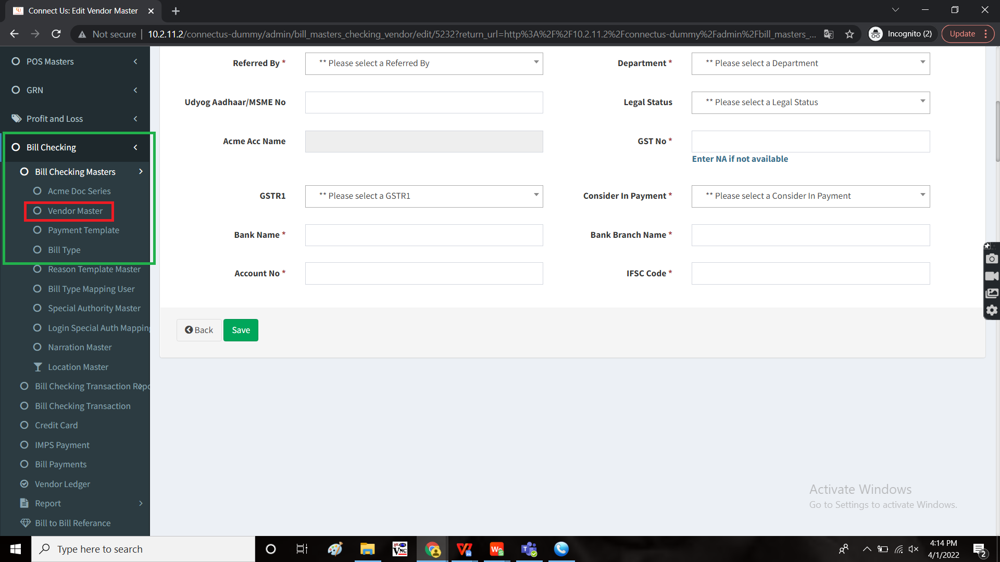 Connect Us: Edit Vendor Master
Not secure
10.2.11.2/connectus-dummy/admin/bill_masters_checking_vendor/edit/5232?return_url=http%3A%2F%2F10.2.11.2%2Fconnectus-dummy%2Fadmin%2Fbill_masters_...
Incognito (2)
Update
POS Masters
GRN
Profit and Loss
Bill Checking
Bill Checking Masters
Acme Doc Series
Vendor Master
Payment Template
Bill Type
Reason Template Master
Bill Type Mapping User
Special Authority Master
Login Special Auth Mapping
Narration Master
Location Master
Bill Checking Transaction Repo
Bill Checking Transaction
Credit Card
IMPS Payment
Bill Payments
Vendor Ledger
Report
Bill to Bill Referance
Referred By *
** Please select a Referred By
Department *
** Please select a Department
Udyog Aadhaar/MSME No
Legal Status
** Please select a Legal Status
Acme Acc Name
GST No *
Enter NA if not available
GSTR1
** Please select a GSTR1
Consider In Payment *
** Please select a Consider In Payment
Bank Name *
Bank Branch Name *
Account No *
IFSC Code *
Back
Save
Activate Windows
Go to Settings to activate Windows.
Type here to search
4:14 PM
4/1/2022
2